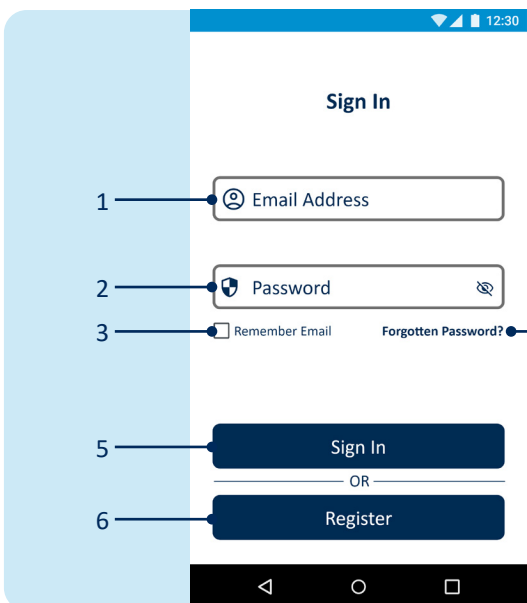 12:30
Sign In
1 Email Address
2 Password
3 Remember Email Forgotten Password?
5 Sign In
OR
6 Register